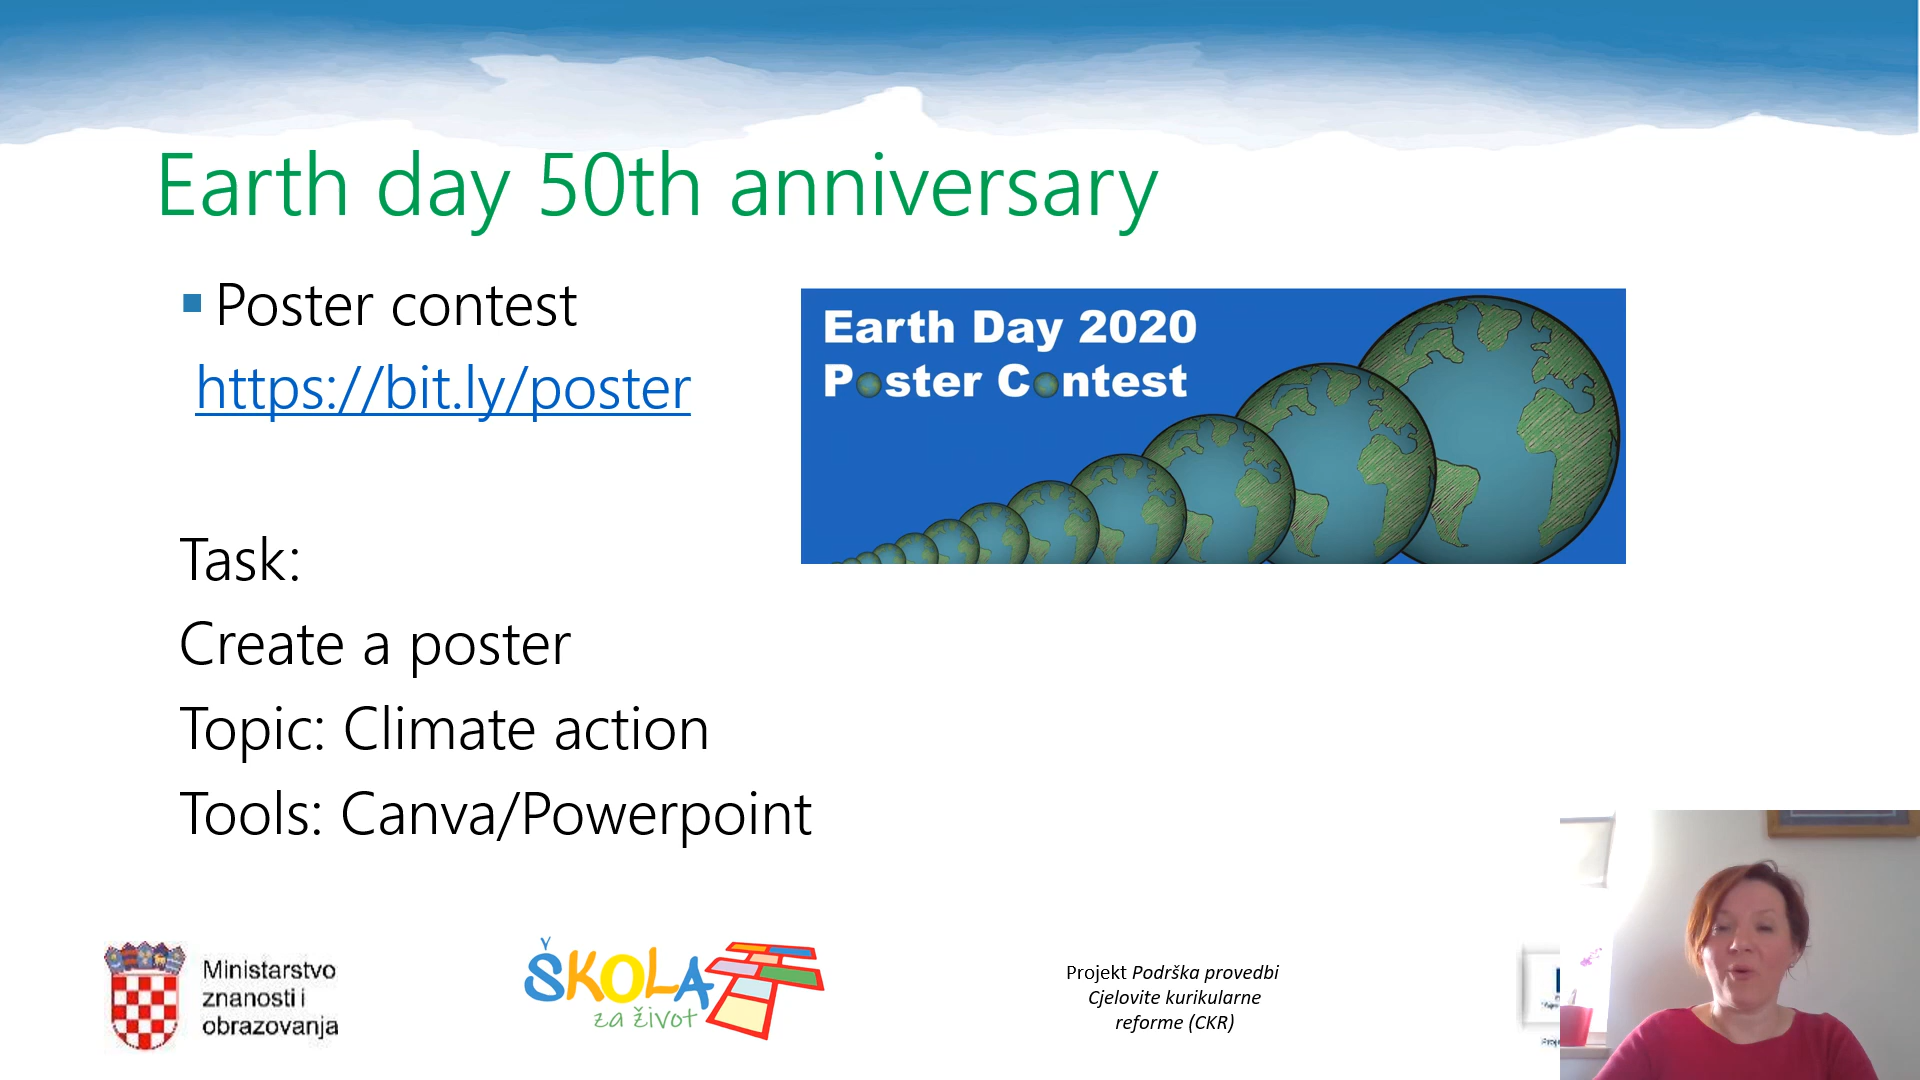 Earth day 50th anniversary
Poster contest
https://bit.ly/poster
Earth Day 2020
Poster Contest
Task:
Create a poster
Topic: Climate action
Tools: Canva/Powerpoint
Ministarstvo
znanosti i
obrazovanja
ŠKOLA
za život
Projekt Podrška provedbi
Cjelovite kurikularne
reforme (CKR)